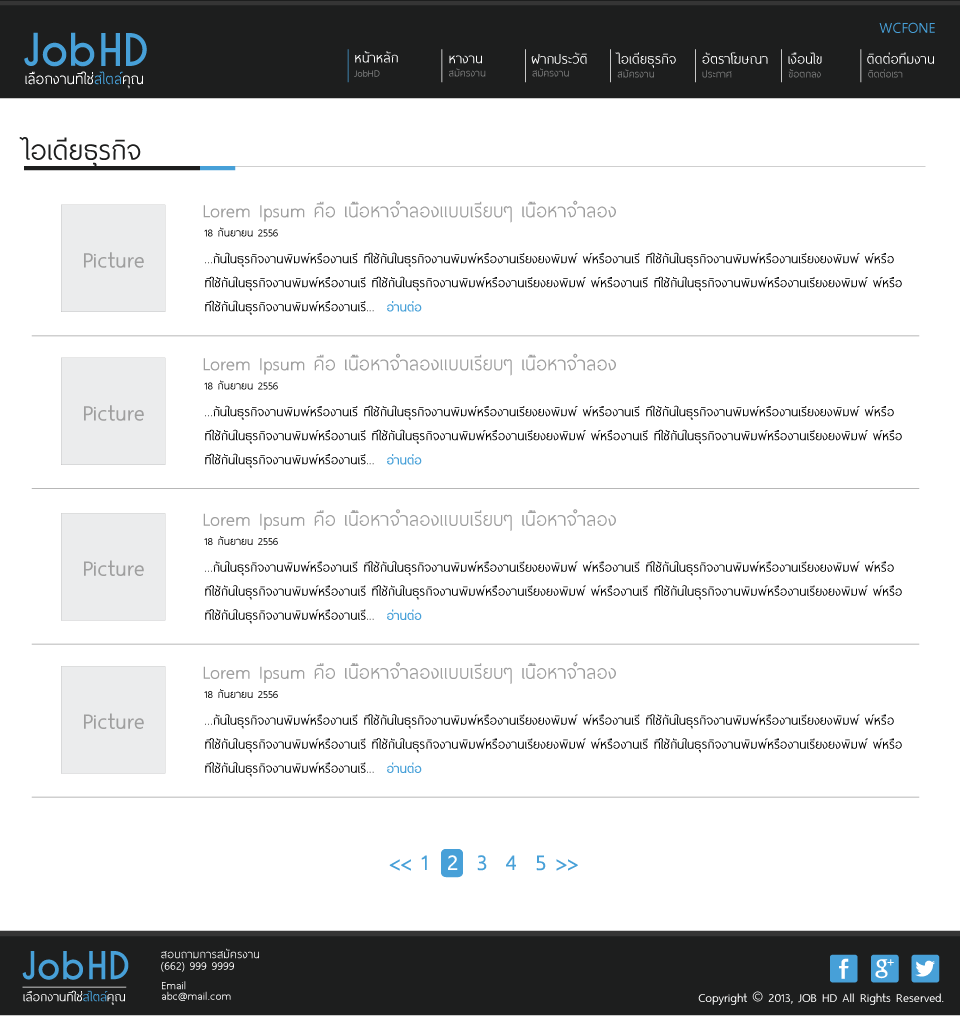 WCFONE
JobHD
เลือกงานที่ใช่สไตล์คุณ
หน้าหลัก หางาน ฝากประวัติ ไอเดียธุรกิจ อัตราโฆษณา เงื่อนไข ติดต่อทีมงาน
JobHD สมัครงาน สมัครงาน สมัครงาน ประกาศ ข้อตกลง ติดต่อเรา
ไอเดียธุรกิจ
Lorem Ipsum คือ เนื้อหาจำลองแบบเรียบๆ เนื้อหาจำลอง
18 กันยายน 2556
Picture
...กันในธุรกิจงานพิมพ์หรืองานเรี ที่ใช้กันในธุรกิจงานพิมพ์หรืองานเรียงยงพิมพ์ พ์หรืองานเรี ที่ใช้กันในธุรกิจงานพิมพ์หรืองานเรียงยงพิมพ์ พ์หรือ
ที่ใช้กันในธุรกิจงานพิมพ์หรืองานเรี ที่ใช้กันในธุรกิจงานพิมพ์หรืองานเรียงยงพิมพ์ พ์หรืองานเรี ที่ใช้กันในธุรกิจงานพิมพ์หรืองานเรียงยงพิมพ์ พ์หรือ
ที่ใช้กันในธุรกิจงานพิมพ์หรืองานเรี... อ่านต่อ
Lorem Ipsum คือ เนื้อหาจำลองแบบเรียบๆ เนื้อหาจำลอง
18 กันยายน 2556
Picture
...กันในธุรกิจงานพิมพ์หรืองานเรี ที่ใช้กันในธุรกิจงานพิมพ์หรืองานเรียงยงพิมพ์ พ์หรืองานเรี ที่ใช้กันในธุรกิจงานพิมพ์หรืองานเรียงยงพิมพ์ พ์หรือ
ที่ใช้กันในธุรกิจงานพิมพ์หรืองานเรี ที่ใช้กันในธุรกิจงานพิมพ์หรืองานเรียงยงพิมพ์ พ์หรืองานเรี ที่ใช้กันในธุรกิจงานพิมพ์หรืองานเรียงยงพิมพ์ พ์หรือ
ที่ใช้กันในธุรกิจงานพิมพ์หรืองานเรี... อ่านต่อ
Lorem Ipsum คือ เนื้อหาจำลองแบบเรียบๆ เนื้อหาจำลอง
18 กันยายน 2556
Picture
...กันในธุรกิจงานพิมพ์หรืองานเรี ที่ใช้กันในธุรกิจงานพิมพ์หรืองานเรียงยงพิมพ์ พ์หรืองานเรี ที่ใช้กันในธุรกิจงานพิมพ์หรืองานเรียงยงพิมพ์ พ์หรือ
ที่ใช้กันในธุรกิจงานพิมพ์หรืองานเรี ที่ใช้กันในธุรกิจงานพิมพ์หรืองานเรียงยงพิมพ์ พ์หรืองานเรี ที่ใช้กันในธุรกิจงานพิมพ์หรืองานเรียงยงพิมพ์ พ์หรือ
ที่ใช้กันในธุรกิจงานพิมพ์หรืองานเรี... อ่านต่อ
Lorem Ipsum คือ เนื้อหาจำลองแบบเรียบๆ เนื้อหาจำลอง
18 กันยายน 2556
Picture
...กันในธุรกิจงานพิมพ์หรืองานเรี ที่ใช้กันในธุรกิจงานพิมพ์หรืองานเรียงยงพิมพ์ พ์หรืองานเรี ที่ใช้กันในธุรกิจงานพิมพ์หรืองานเรียงยงพิมพ์ พ์หรือ
ที่ใช้กันในธุรกิจงานพิมพ์หรืองานเรี ที่ใช้กันในธุรกิจงานพิมพ์หรืองานเรียงยงพิมพ์ พ์หรืองานเรี ที่ใช้กันในธุรกิจงานพิมพ์หรืองานเรียงยงพิมพ์ พ์หรือ
ที่ใช้กันในธุรกิจงานพิมพ์หรืองานเรี... อ่านต่อ
<< 1 2 3 4 5 >>
JobHD
เลือกงานที่ใช่สไตล์คุณ
สอบถามการสมัครงาน
(662) 999 9999
Email
abc@mail.com
f g+
Copyright © 2013, JOB HD All Rights Reserved.